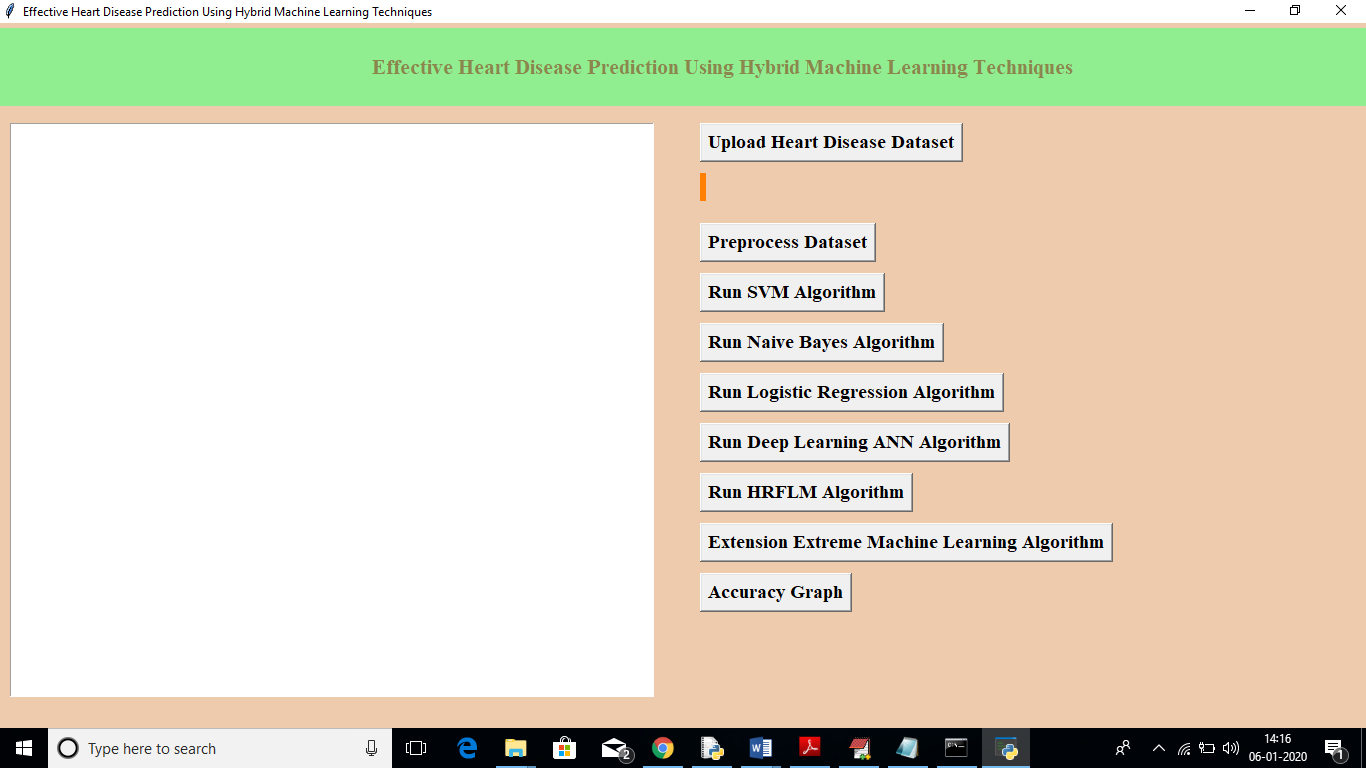 Effective Heart Disease Prediction Using Hybrid Machine Learning Techniques
Effective Heart Disease Prediction Using Hybrid Machine Learning Techniques
Upload Heart Disease Dataset
Preprocess Dataset
Run SVM Algorithm
Run Naive Bayes Algorithm
Run Logistic Regression Algorithm
Run Deep Learning ANN Algorithm
Run HRFLM Algorithm
Extension Extreme Machine Learning Algorithm
Accuracy Graph
Type here to search
2
14:16
06-01-2020
1